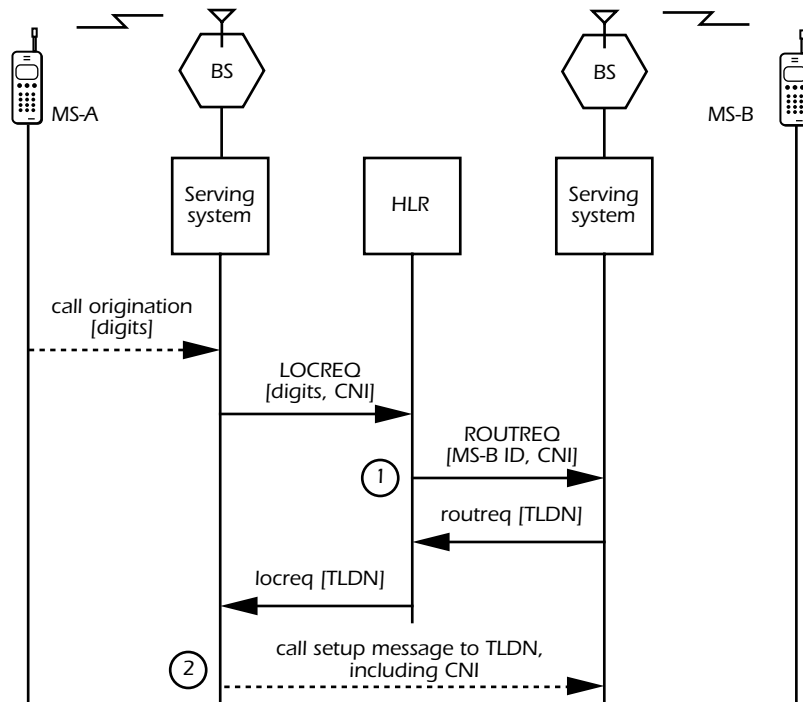 BS
BS
MS-A
MS-B
Serving
system
HLR
Serving
system
call origination
[digits]
LOCREQ
[digits, CNI]
ROUTREQ
[MS-B ID, CNI]
1
routreq [TLDN]
locreq [TLDN]
call setup message to TLDN,
including CNI
2